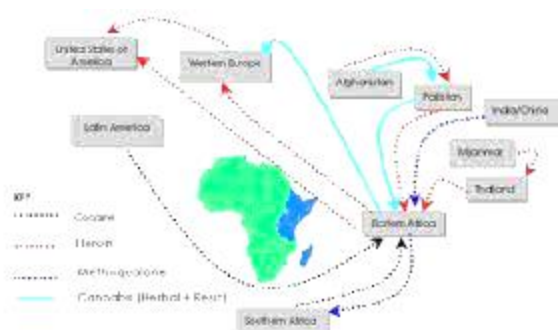 United States of
America
Western Europe
Afghanistan
Pakistan
India/China
Latin America
Myanmar
Thailand
Eastern Africa
KEY
Cocaine
Heroin
Methaqualone
Cannabis (Herbal + Resin)
Southern Africa